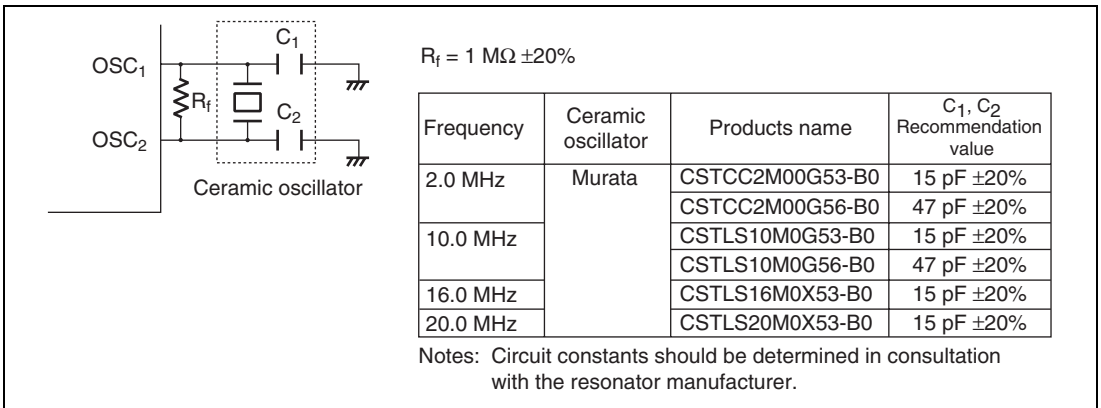 OSC1
Rf
OSC2
C1
C2
Ceramic oscillator
Rf = 1 MΩ ±20%
Frequency Ceramic oscillator Products name C1, C2 Recommendation value
2.0 MHz Murata CSTCC2M00G53-B0 15 pF ±20%
CSTCC2M00G56-B0 47 pF ±20%
10.0 MHz CSTLS10M0G53-B0 15 pF ±20%
CSTLS10M0G56-B0 47 pF ±20%
16.0 MHz CSTLS16M0X53-B0 15 pF ±20%
20.0 MHz CSTLS20M0X53-B0 15 pF ±20%
Notes: Circuit constants should be determined in consultation
with the resonator manufacturer.